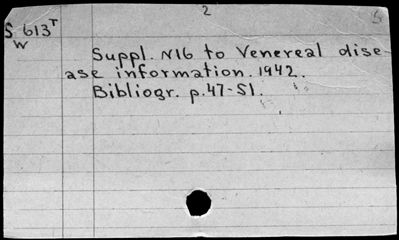 2
S 613T
W
Suppl. N16 to Venereal dise
ase information. 1942.
Bibliogr. p.47-51.